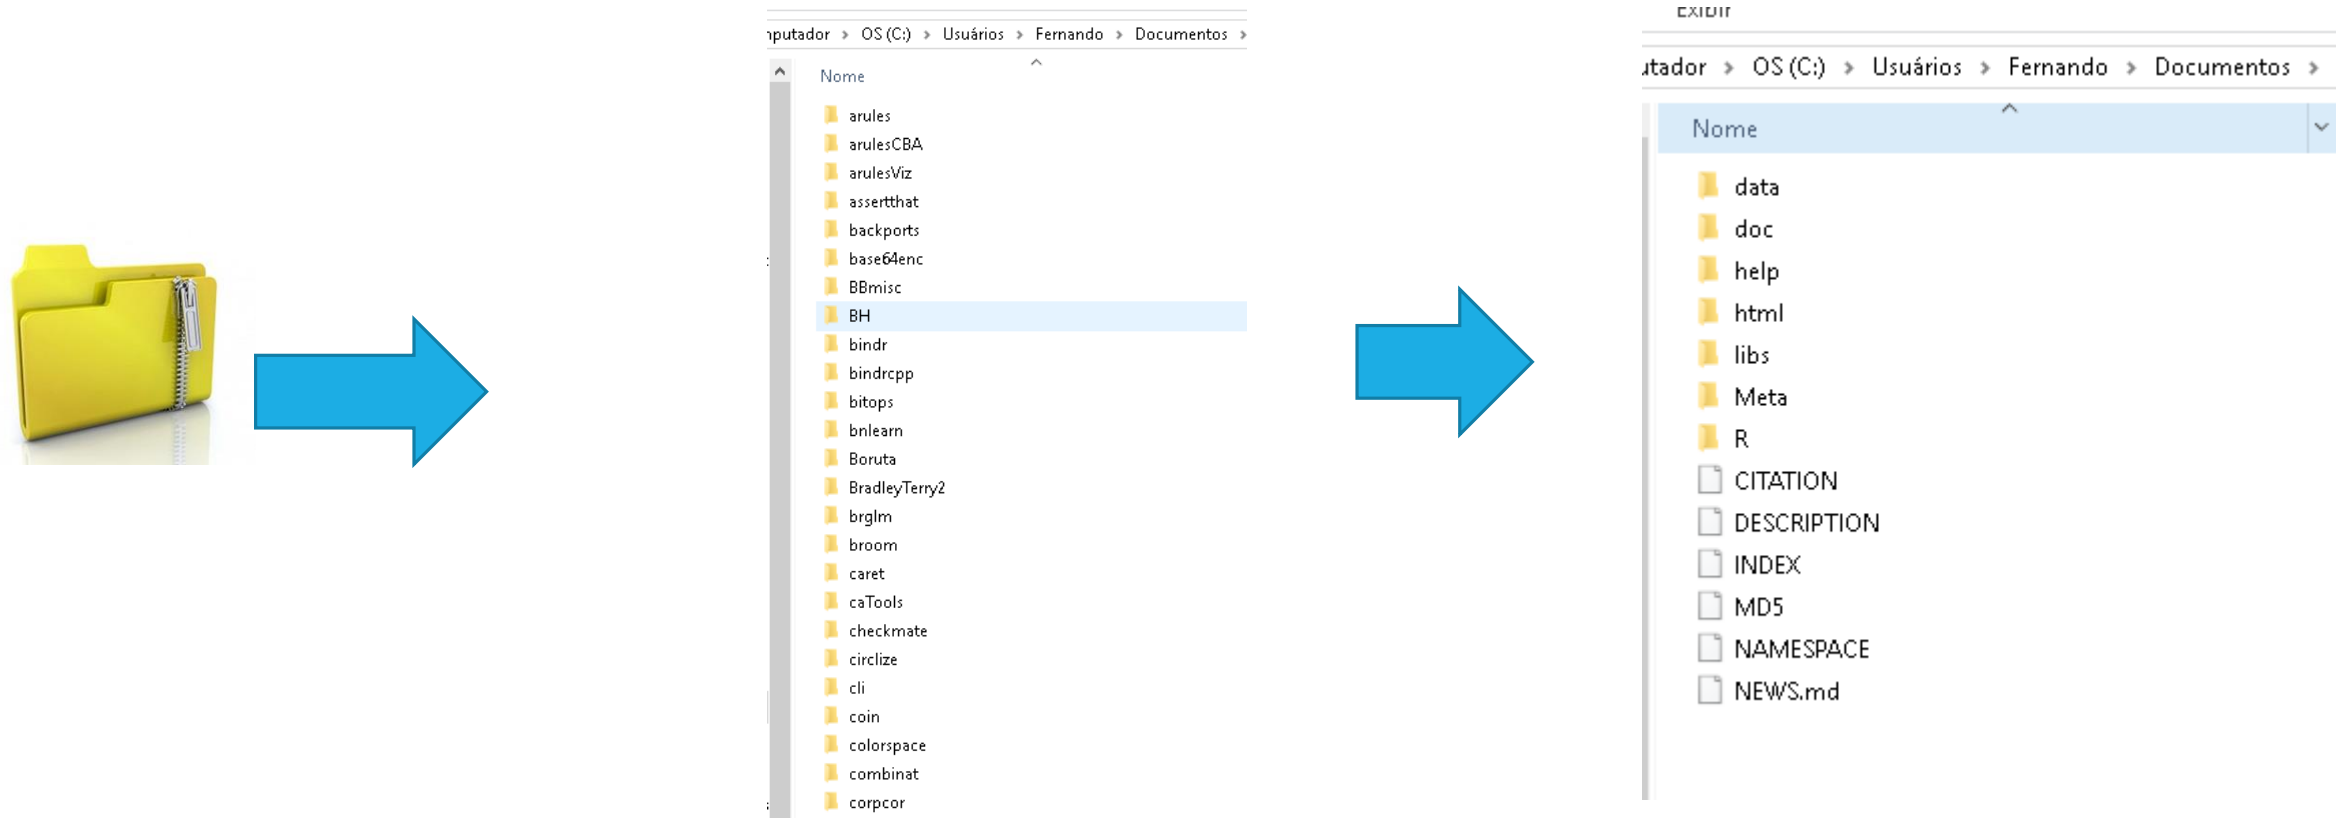 mputador > OS (C:) > Usuários > Fernando > Documentos >
Nome
arules
arulesCBA
arulesViz
assertthat
backports
base64enc
BBmisc
BH
bindr
bindrcpp
bitops
bnlearn
Boruta
BradleyTerry2
brglm
broom
caret
caTools
checkmate
circlize
cli
coin
colorspace
combinat
corpcor
Exibir
utador > OS (C:) > Usuários > Fernando > Documentos >
Nome
data
doc
help
html
libs
Meta
R
CITATION
DESCRIPTION
INDEX
MD5
NAMESPACE
NEWS.md